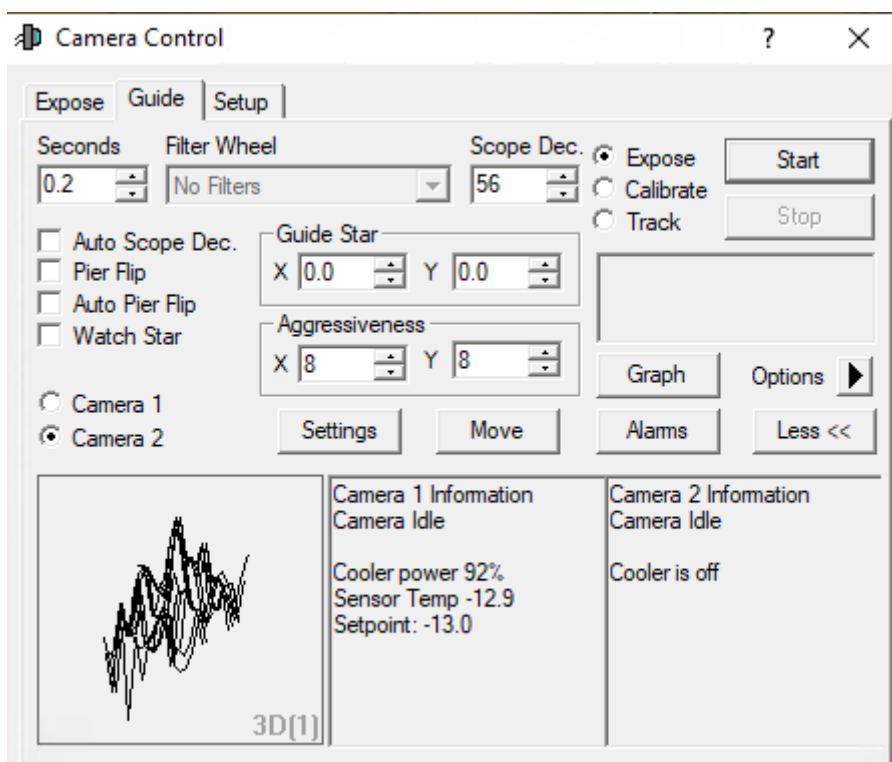 Camera Control
Expose Guide Setup
Seconds Filter Wheel Scope Dec.
0.2 No Filters 56
Expose
Calibrate
Track
Start
Stop
Auto Scope Dec.
Pier Flip
Auto Pier Flip
Watch Star
Guide Star
X 0.0 Y 0.0
Aggressiveness
X 8 Y 8
Graph Options
Camera 1
Camera 2
Settings Move Alarms Less <<
3D(1)
Camera 1 Information
Camera Idle
Cooler power 92%
Sensor Temp -12.9
Setpoint: -13.0
Camera 2 Information
Camera Idle
Cooler is off